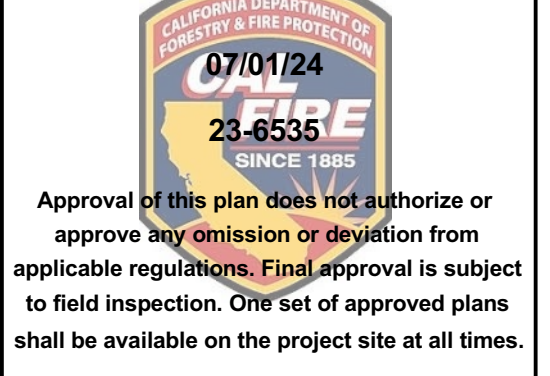 CALIFORNIA DEPARTMENT OF
FORESTRY & FIRE PROTECTION
07/01/24
CAL
23-6535
FIRE
SINCE 1885
Approval of this plan does not authorize or
approve any omission or deviation from
applicable regulations. Final approval is subject
to field inspection. One set of approved plans
shall be available on the project site at all times.